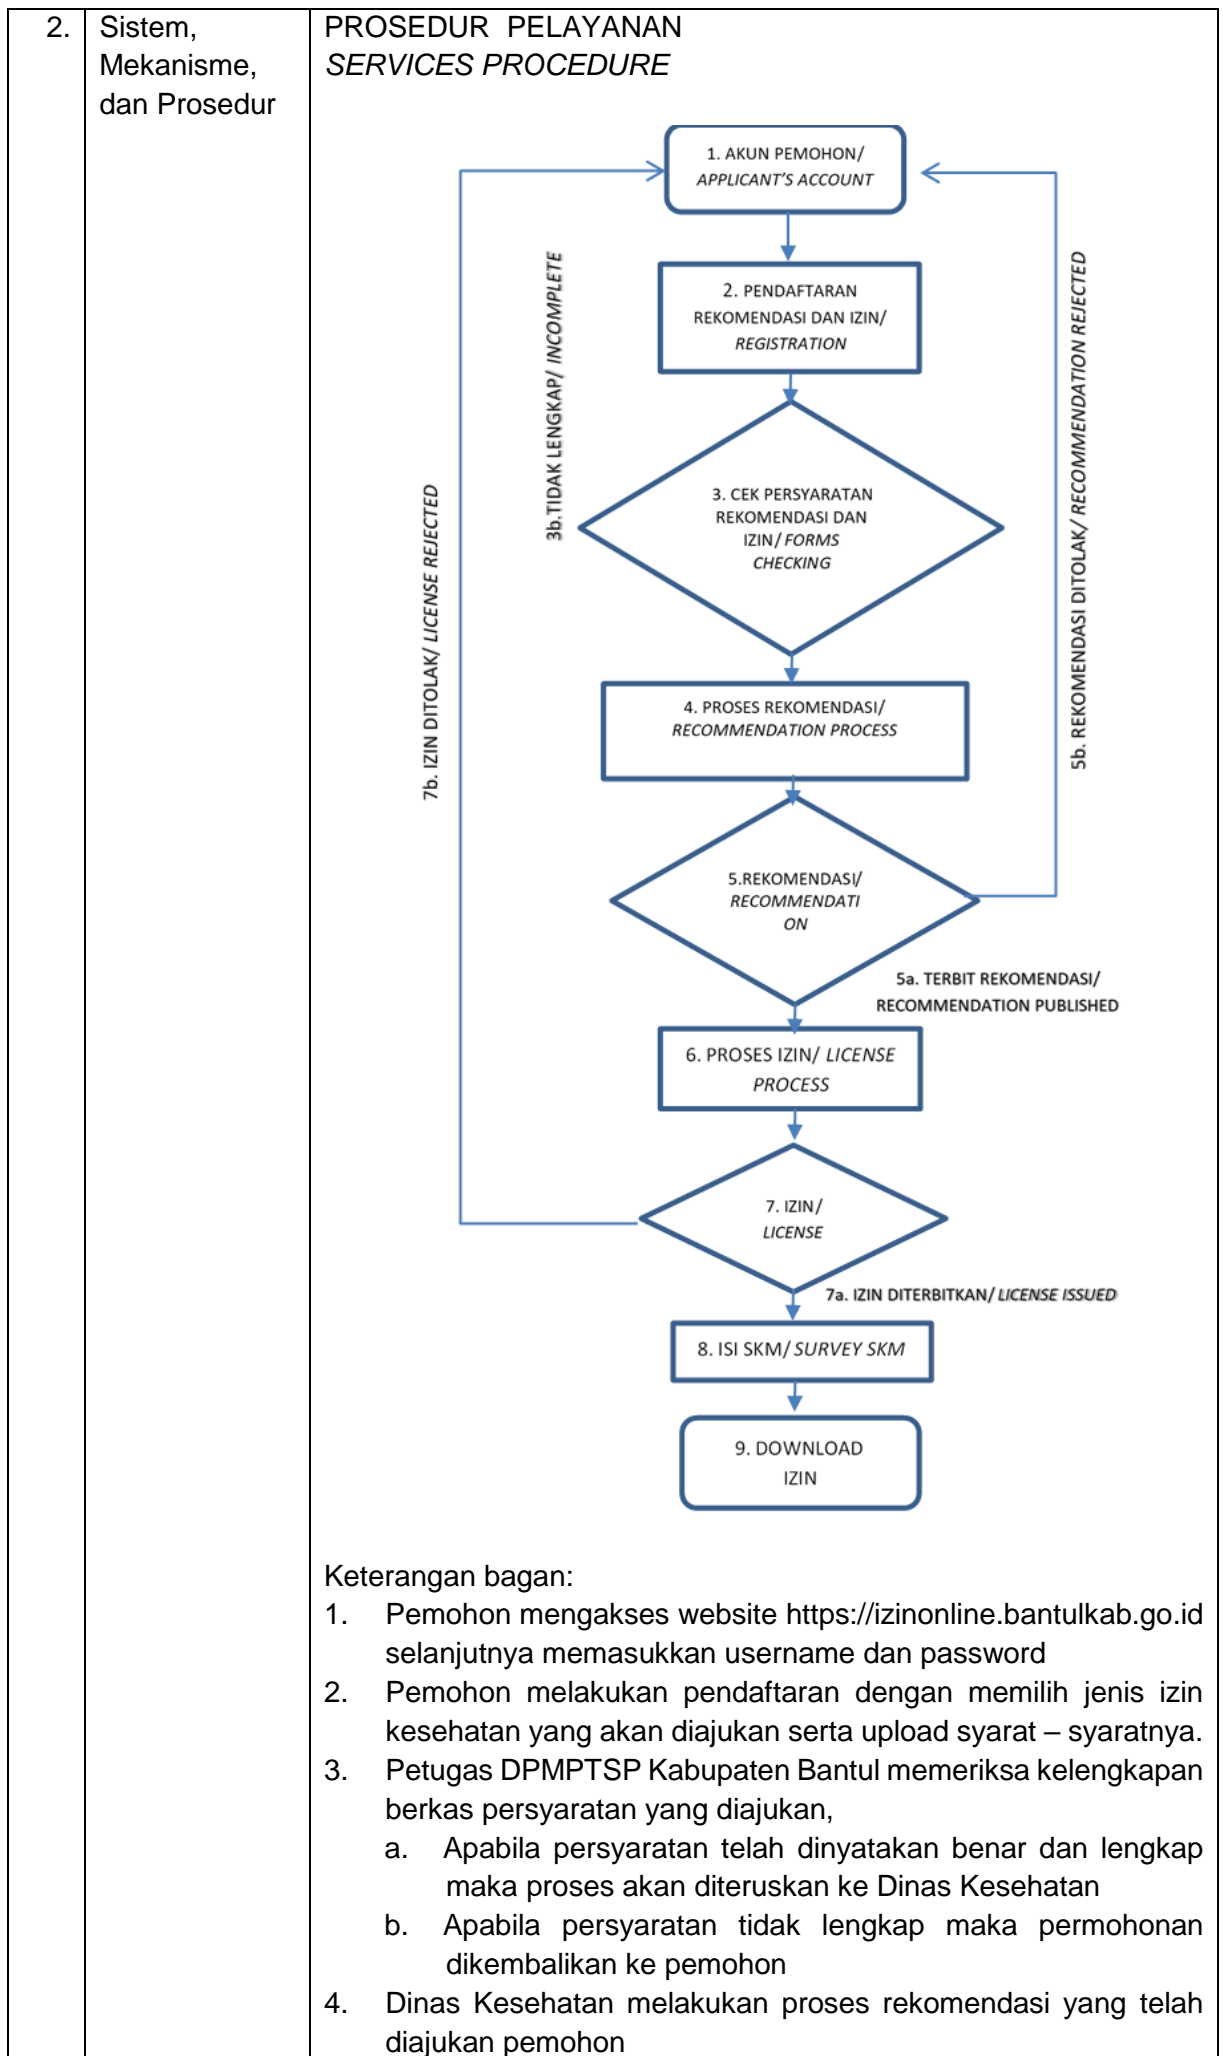 2.
Sistem,
Mekanisme,
dan Prosedur
PROSEDUR PELAYANAN
SERVICES PROCEDURE
1. AKUN PEMOHON/
APPLICANT'S ACCOUNT
2. PENDAFTARAN
REKOMENDASI DAN IZIN/
REGISTRATION
3b.TIDAK LENGKAP/ INCOMPLETE
5b. REKOMENDASI DITOLAK/ RECOMMENDATION REJECTED
7b. IZIN DITOLAK/ LICENSE REJECTED
3. CEK PERSYARATAN
REKOMENDASI DAN
IZIN/ FORMS
CHECKING
4. PROSES REKOMENDASI/
RECOMMENDATION PROCESS
5.REKOMENDASI/
RECOMMENDATI
ON
5a. TERBIT REKOMENDASI/
RECOMMENDATION PUBLISHED
6. PROSES IZIN/ LICENSE
PROCESS
7. IZIN/
LICENSE
7a. IZIN DITERBITKAN/ LICENSE ISSUED
8. ISI SKM/ SURVEY SKM
9. DOWNLOAD
IZIN
Keterangan bagan:
1. Pemohon mengakses website https://izinonline.bantulkab.go.id
selanjutnya memasukkan username dan password
2. Pemohon melakukan pendaftaran dengan memilih jenis izin
kesehatan yang akan diajukan serta upload syarat – syaratnya.
3. Petugas DPMPTSP Kabupaten Bantul memeriksa kelengkapan
berkas persyaratan yang diajukan,
a. Apabila persyaratan telah dinyatakan benar dan lengkap
maka proses akan diteruskan ke Dinas Kesehatan
b. Apabila persyaratan tidak lengkap maka permohonan
dikembalikan ke pemohon
4. Dinas Kesehatan melakukan proses rekomendasi yang telah
diajukan pemohon